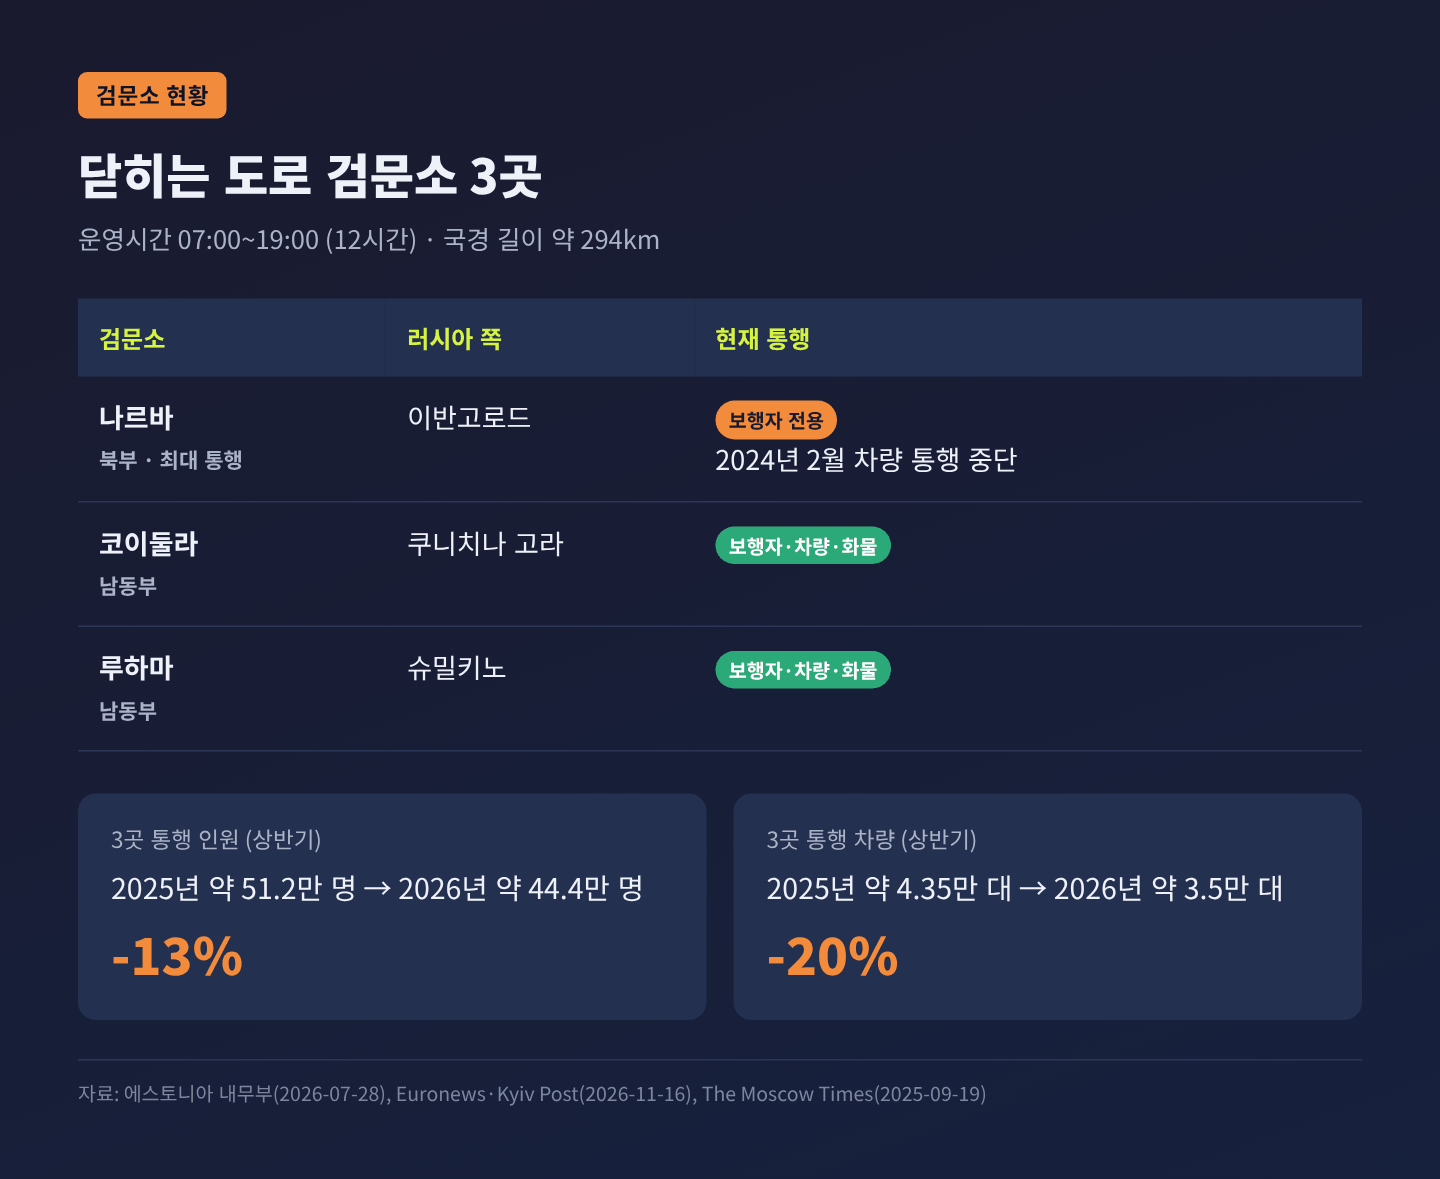 검문소 현황
닫히는 도로 검문소 3곳
운영시간 07:00~19:00 (12시간) · 국경 길이 약 294km
검문소 러시아 쪽 현재 통행
나르바 이반고로드 보행자 전용
북부 · 최대 통행 2024년 2월 차량 통행 중단
코이둘라 쿠니치나 고라 보행자·차량·화물
남동부
루하마 슈밀키노 보행자·차량·화물
남동부
3곳 통행 인원 (상반기)
2025년 약 51.2만 명 → 2026년 약 44.4만 명
-13%
3곳 통행 차량 (상반기)
2025년 약 4.35만 대 → 2026년 약 3.5만 대
-20%
자료: 에스토니아 내무부(2026-07-28), Euronews·Kyiv Post(2026-11-16), The Moscow Times(2025-09-19)